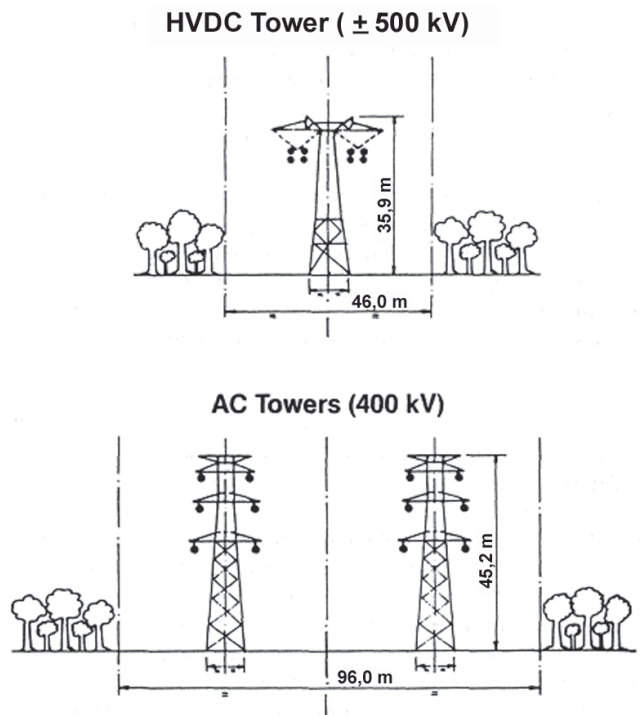 HVDC Tower ( ± 500 kV)
35,9 m
46,0 m
AC Towers (400 kV)
45,2 m
96,0 m